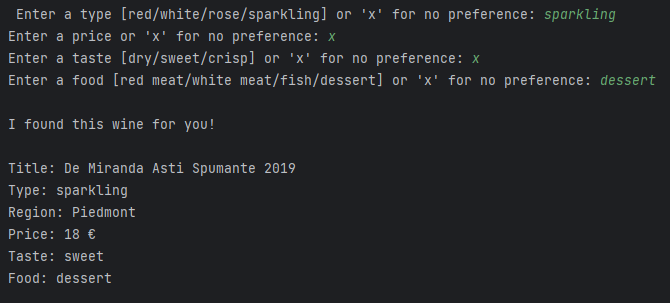 Enter a type [red/white/rose/sparkling] or 'x' for no preference: sparkling
Enter a price or 'x' for no preference: x
Enter a taste [dry/sweet/crisp] or 'x' for no preference: x
Enter a food [red meat/white meat/fish/dessert] or 'x' for no preference: dessert
I found this wine for you!
Title: De Miranda Asti Spumante 2019
Type: sparkling
Region: Piedmont
Price: 18 €
Taste: sweet
Food: dessert